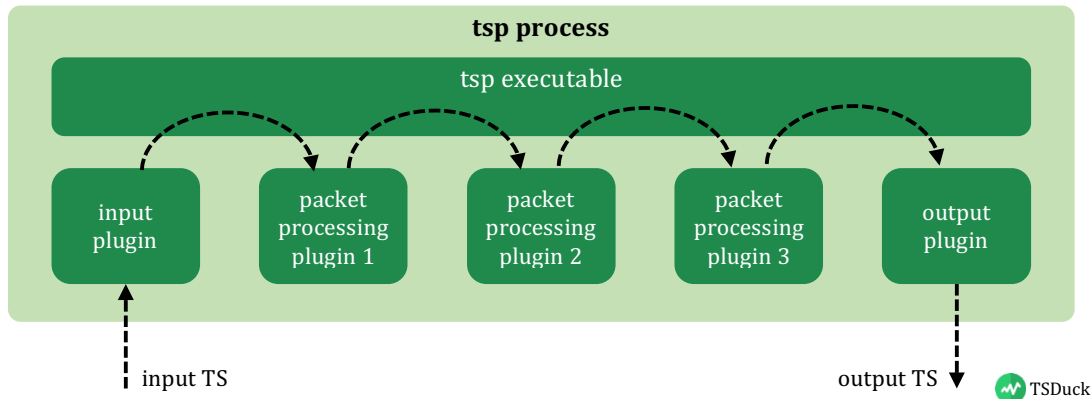 tsp process
tsp executable
input
plugin
packet
processing
plugin 1
packet
processing
plugin 2
packet
processing
plugin 3
output
plugin
input TS
output TS
TSDuck